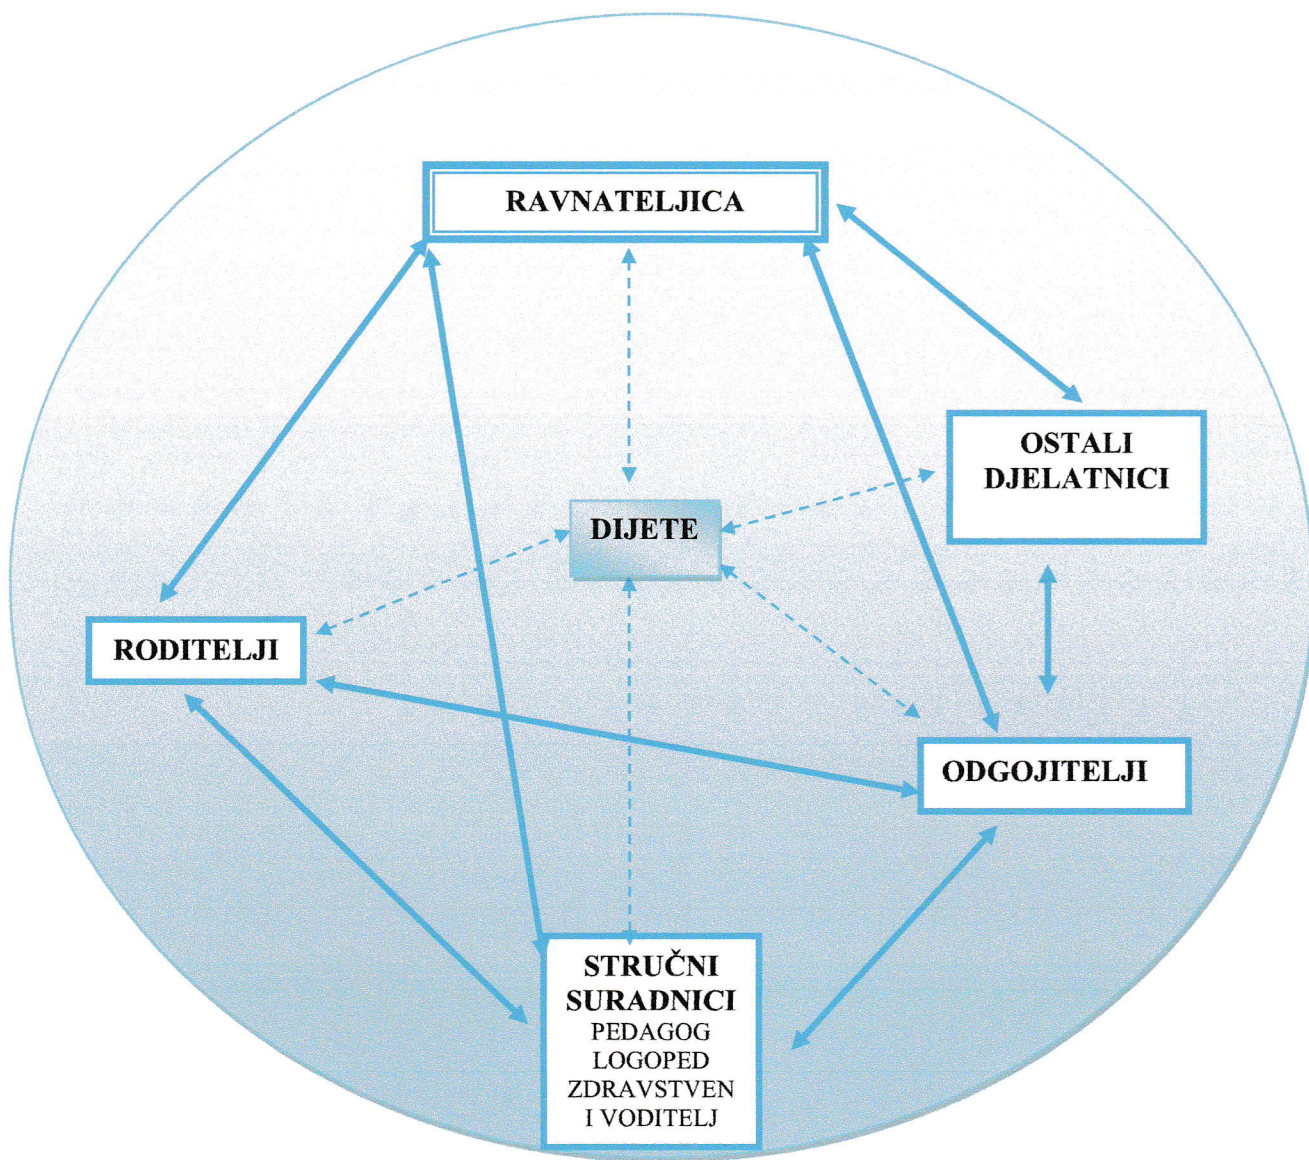 RAVNATELJICA
OSTALI
DJELATNICI
DIJETE
RODITELJI
ODGOJITELJI
STRUČNI
SURADNICI
PEDAGOG
LOGOPED
ZDRAVSTVEN
I VODITELJ